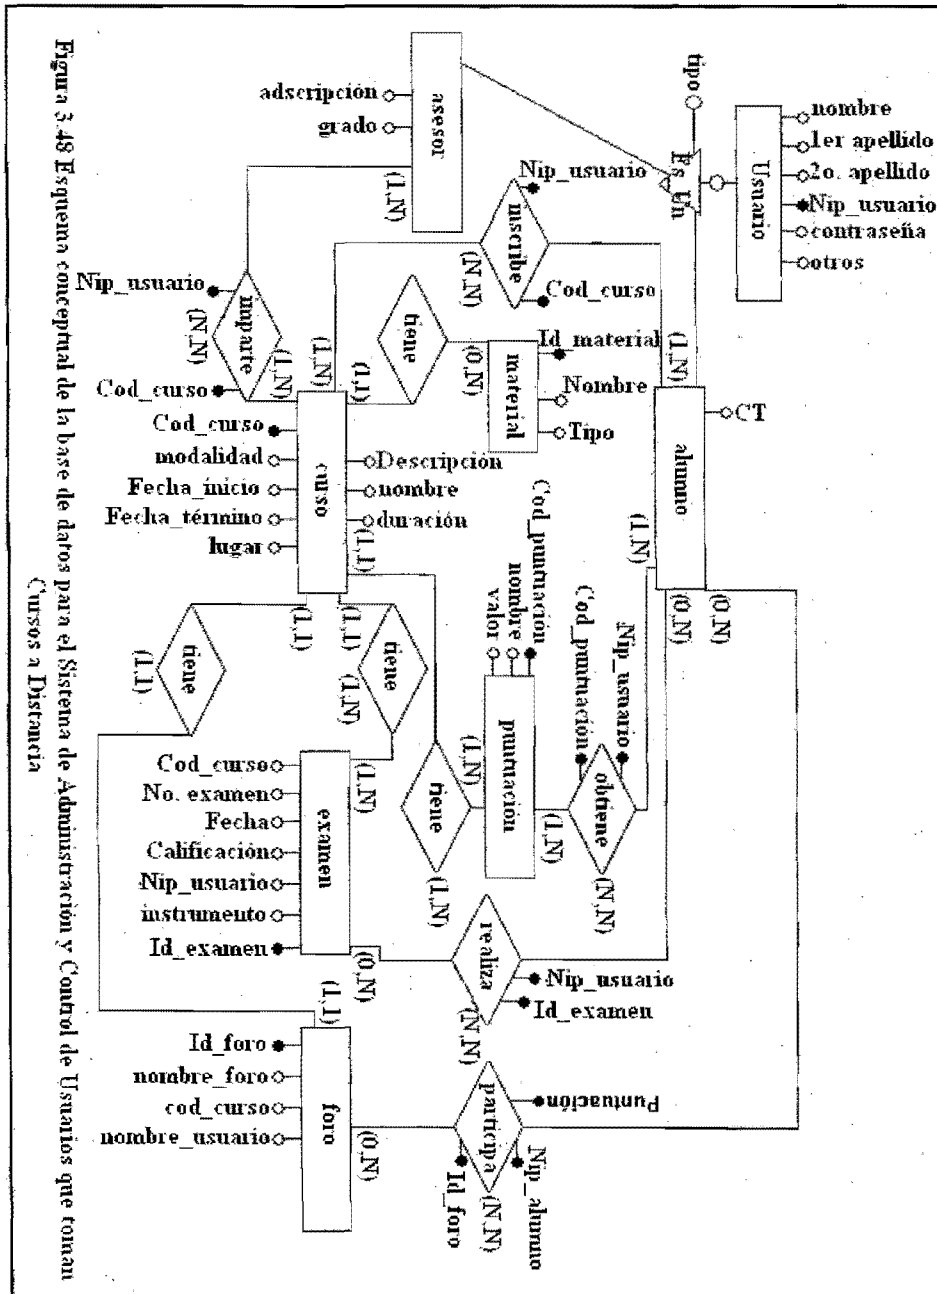 nombre
1er apellido
2o. apellido
Nip_usuario
contraseña
otros
Usuario
tipo
Es_Un
asesor
adscripción
grado
(1,N)
Nip_usuario
imparte
(N,N)
Cod_curso
(1,N)
Nip_usuario
inscribe
(N,N)
Cod_curso
(1,N)
(1,N)
alumno
CT
tiene
(1,1)
(0,N)
material
Id_material
Nombre
Tipo
curso
Cod_curso
modalidad
Fecha_inicio
Fecha_término
lugar
Descripción
nombre
duración
(1,1)
(1,1)
(1,1)
tiene
(1,1)
tiene
(1,N)
(1,N)
tiene
(1,N)
(1,N)
puntuación
Cod_puntuación
nombre
valor
(1,N)
obtiene
Nip_usuario
Cod_puntuación
(N,N)
(1,N)
(0,N)
(0,N)
examen
Cod_curso
No. examen
Fecha
Calificación
Nip_usuario
instrumento
Id_examen
(0,N)
realiza
Nip_usuario
Id_examen
(N,N)
(1,1)
foro
Id_foro
nombre_foro
cod_curso
nombre_usuario
(0,N)
participa
Puntuación
Nip_alumno
Id_foro
(N,N)
Figura 3.48 Esquema conceptual de la base de datos para el Sistema de Administración y Control de Usuarios que toman
Cursos a Distancia